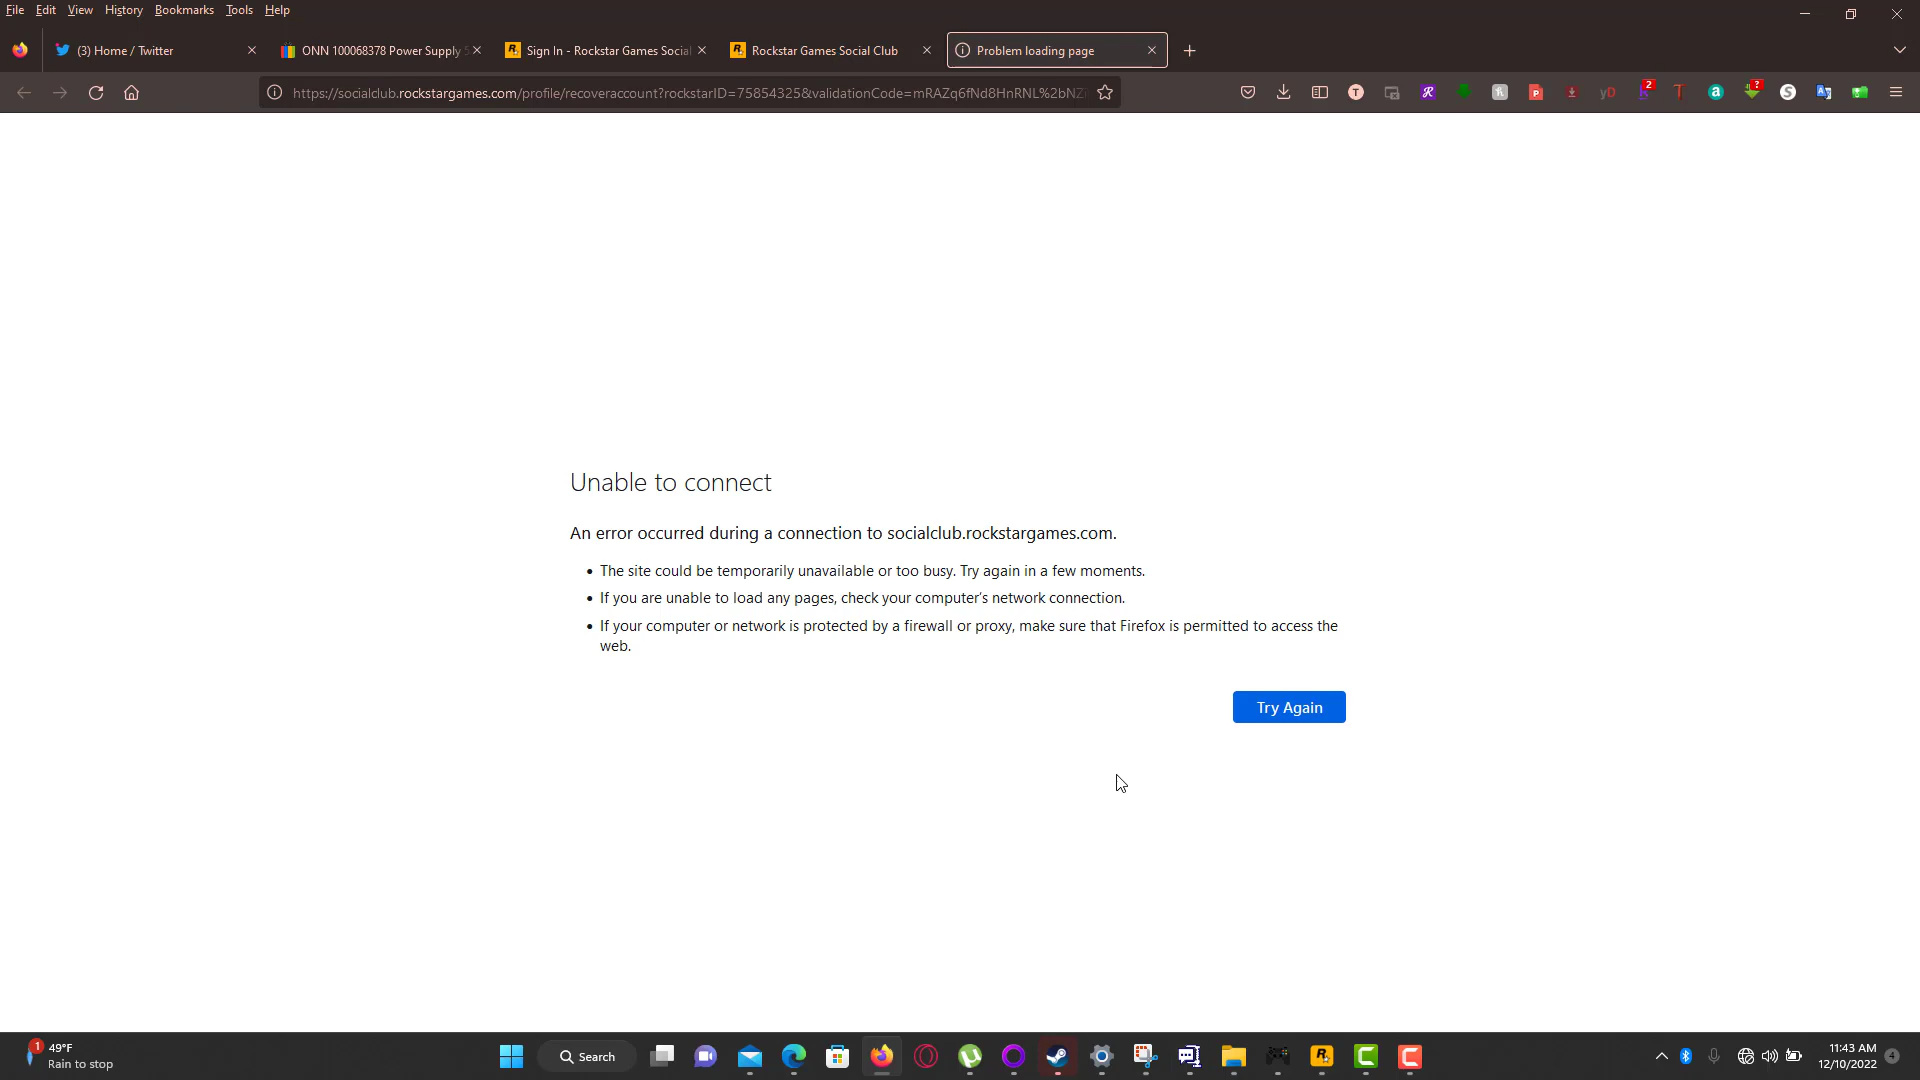 File Edit View History Bookmarks Tools Help
(3) Home / Twitter
ONN 100068378 Power Supply
Sign In - Rockstar Games Social
Rockstar Games Social Club
Problem loading page
https://socialclub.rockstargames.com/profile/recoveraccount?rockstarID=75854325&validationCode=mRAZq6fNd8HnRNL%2bNZ
Unable to connect
An error occurred during a connection to socialclub.rockstargames.com.
• The site could be temporarily unavailable or too busy. Try again in a few moments.
• If you are unable to load any pages, check your computer's network connection.
• If your computer or network is protected by a firewall or proxy, make sure that Firefox is permitted to access the
web.
Try Again
1
49°F
Rain to stop
Search
11:43 AM
12/10/2022
4